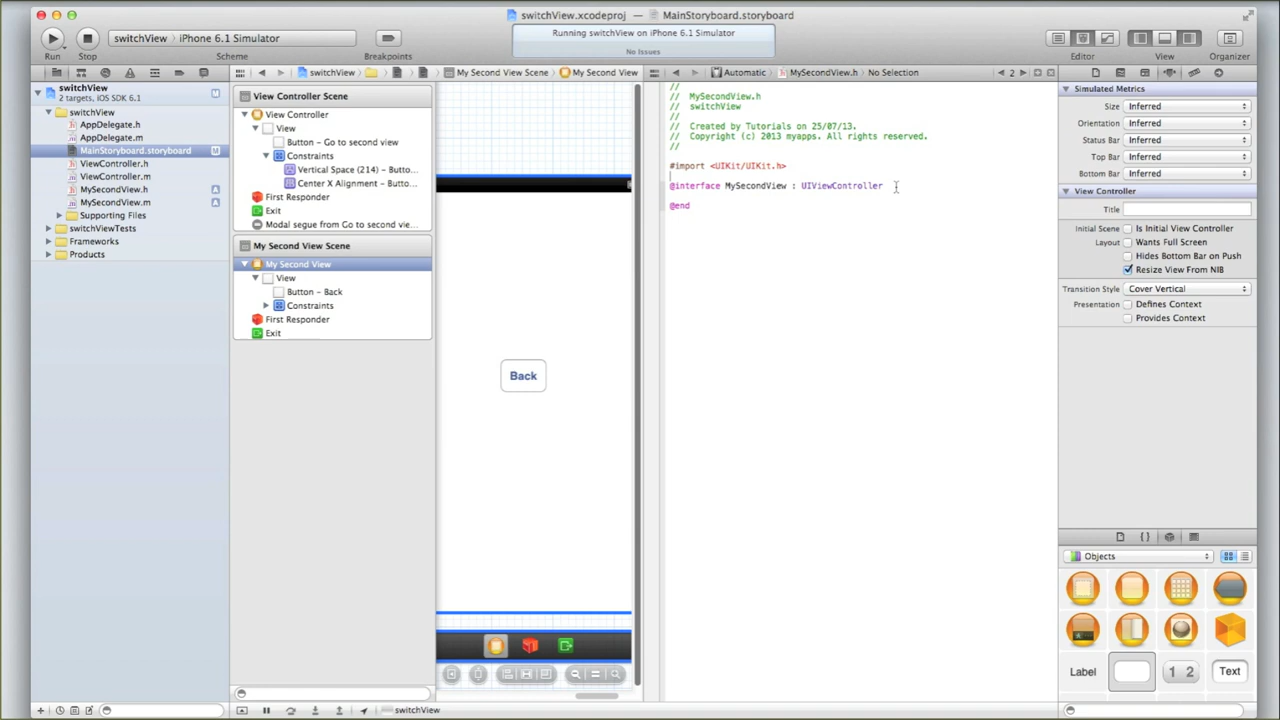 switchView.xcodeproj — MainStoryboard.storyboard
Run
Stop
switchView
iPhone 6.1 Simulator
Scheme
Breakpoints
Running switchView on iPhone 6.1 Simulator
No Issues
Editor
View
Organizer
switchView
My Second View Scene
My Second View
Automatic
MySecondView.h
No Selection
2
switchView
2 targets, iOS SDK 6.1
M
switchView
AppDelegate.h
AppDelegate.m
MainStoryboard.storyboard
M
ViewController.h
ViewController.m
MySecondView.h
A
MySecondView.m
A
Supporting Files
switchViewTests
Frameworks
Products
View Controller Scene
View Controller
View
Button – Go to second view
Constraints
Vertical Space (214) – Butto...
Center X Alignment – Butto...
First Responder
Exit
Modal segue from Go to second vi...
My Second View Scene
My Second View
View
Button – Back
Constraints
First Responder
Exit
Back
//
//  MySecondView.h
//  switchView
//
//  Created by Tutorials on 25/07/13.
//  Copyright (c) 2013 myapps. All rights reserved.
//
#import <UIKit/UIKit.h>
@interface MySecondView : UIViewController
@end
Simulated Metrics
Size Inferred
Orientation Inferred
Status Bar Inferred
Top Bar Inferred
Bottom Bar Inferred
View Controller
Title
Initial Scene Is Initial View Controller
Layout Wants Full Screen
Hides Bottom Bar on Push
Resize View From NIB
Transition Style Cover Vertical
Presentation Defines Context
Provides Context
{}
Objects
Label
1 2
Text
switchView